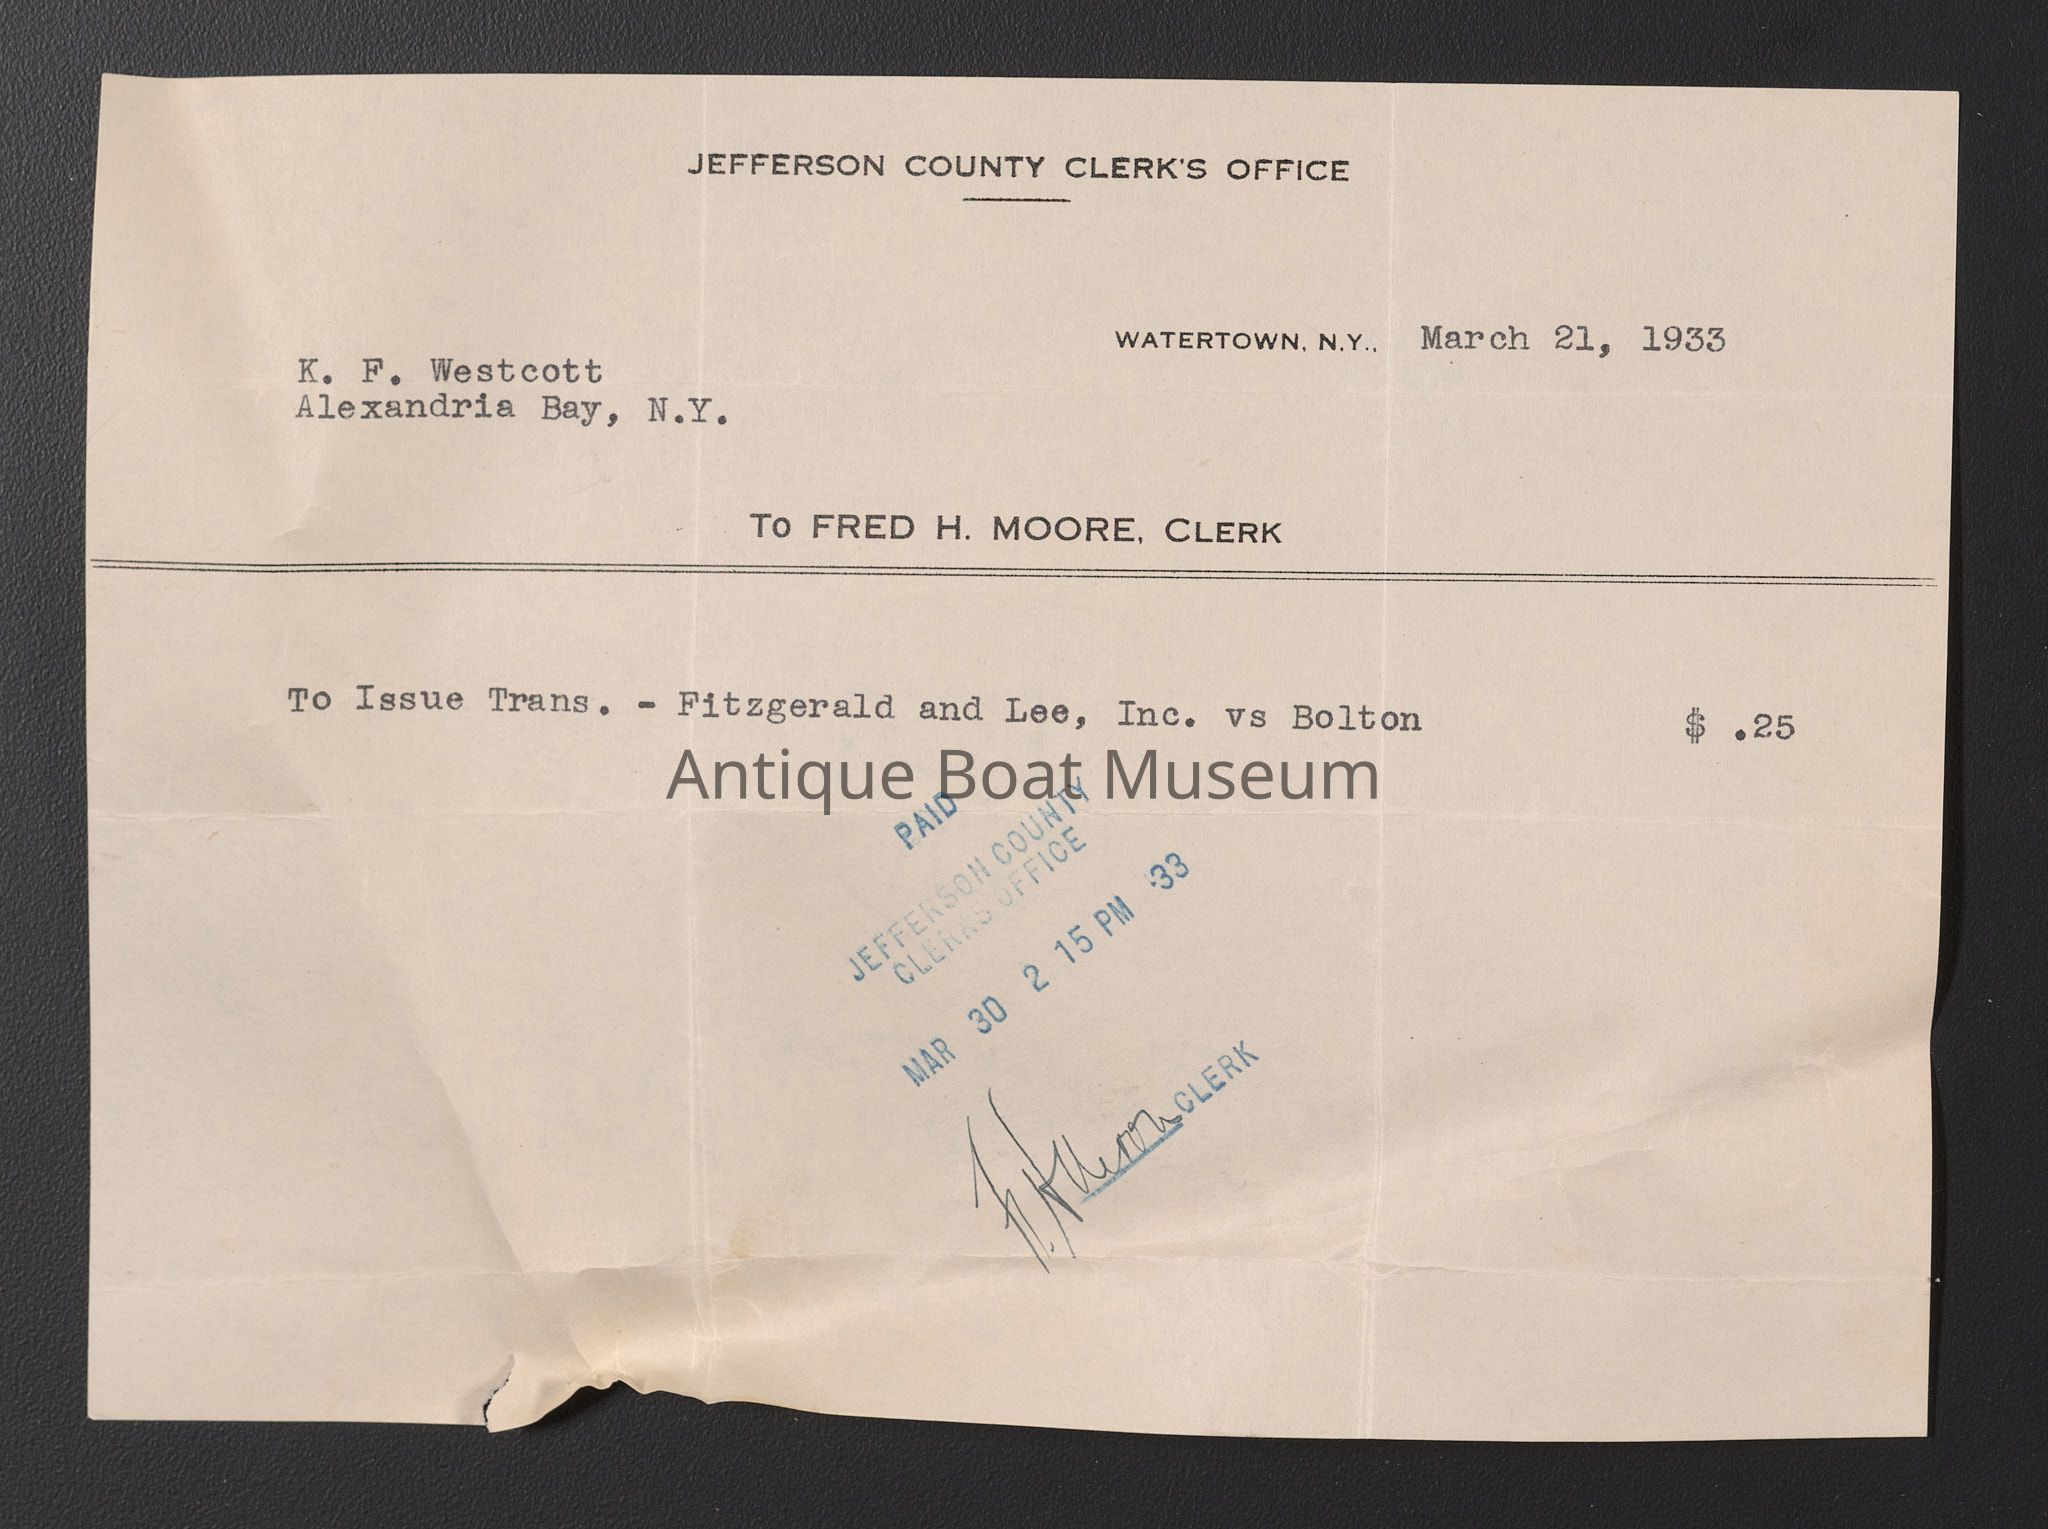 JEFFERSON COUNTY CLERK'S OFFICE
WATERTOWN, N.Y., March 21, 1933
K. F. Westcott
Alexandria Bay, N.Y.
To FRED H. MOORE, CLERK
To Issue Trans. - Fitzgerald and Lee, Inc. vs Bolton $ .25
Antique Boat Museum
PAID
JEFFERSON COUNTY
CLERKS OFFICE
MAR 30 2 15 PM '33
CLERK